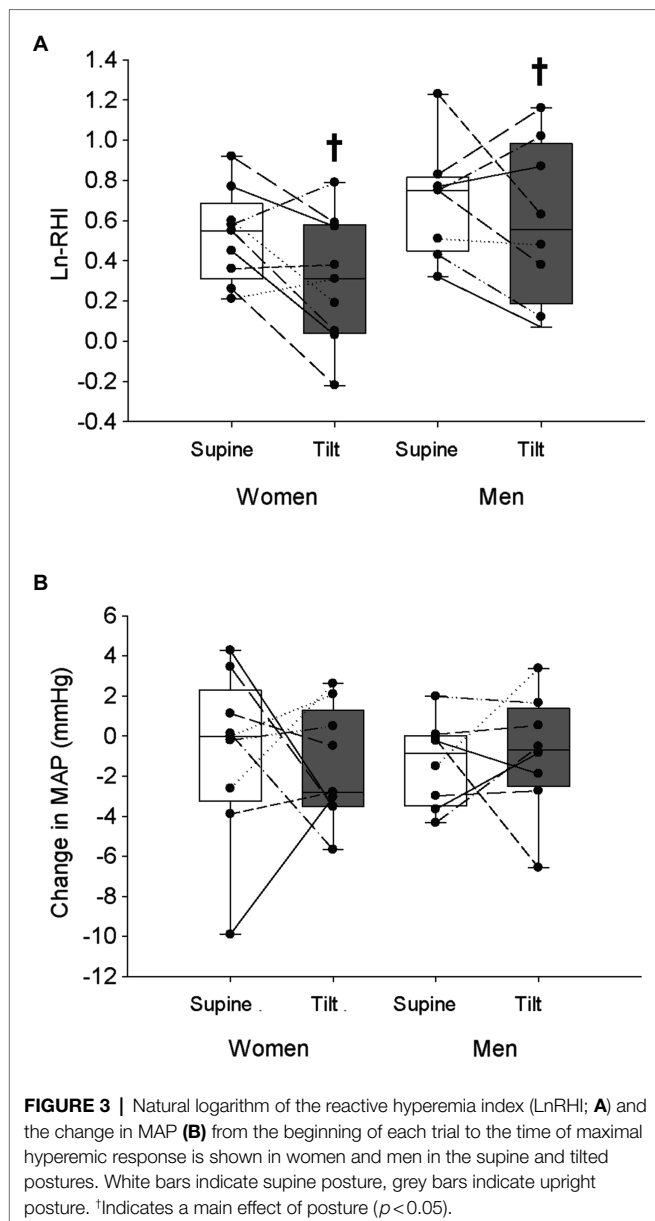 A
1.4
1.2
†
†
1.0
0.8
0.6
0.4
0.2
0.0
-0.2
-0.4
Ln-RHI
Supine Tilt Supine Tilt
Women Men
B
6
4
2
0
-2
-4
-6
-8
-10
-12
Change in MAP (mmHg)
Supine . Tilt . Supine Tilt
Women Men
FIGURE 3 | Natural logarithm of the reactive hyperemia index (LnRHI; A) and
the change in MAP (B) from the beginning of each trial to the time of maximal
hyperemic response is shown in women and men in the supine and tilted
postures. White bars indicate supine posture, grey bars indicate upright
posture. †Indicates a main effect of posture (p < 0.05).